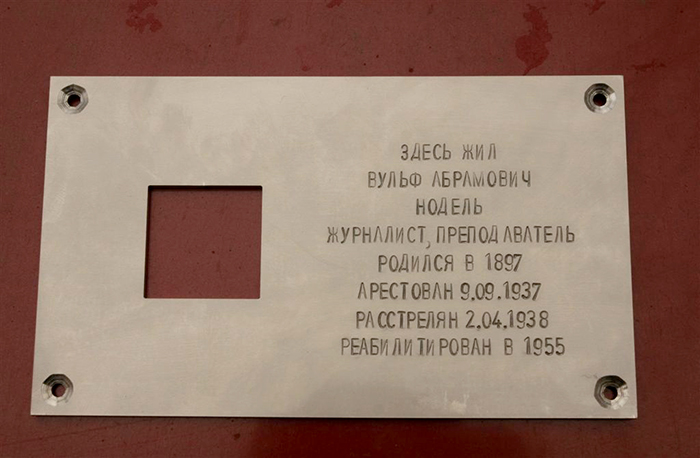 ЗДЕСЬ ЖИЛ
ВУЛЬФ АБРАМОВИЧ
НОДЕЛЬ
ЖУРНАЛИСТ, ПРЕПОДАВАТЕЛЬ
РОДИЛСЯ В 1897
АРЕСТОВАН 9.09.1937
РАССТРЕЛЯН 2.04.1938
РЕАБИЛИТИРОВАН В 1955